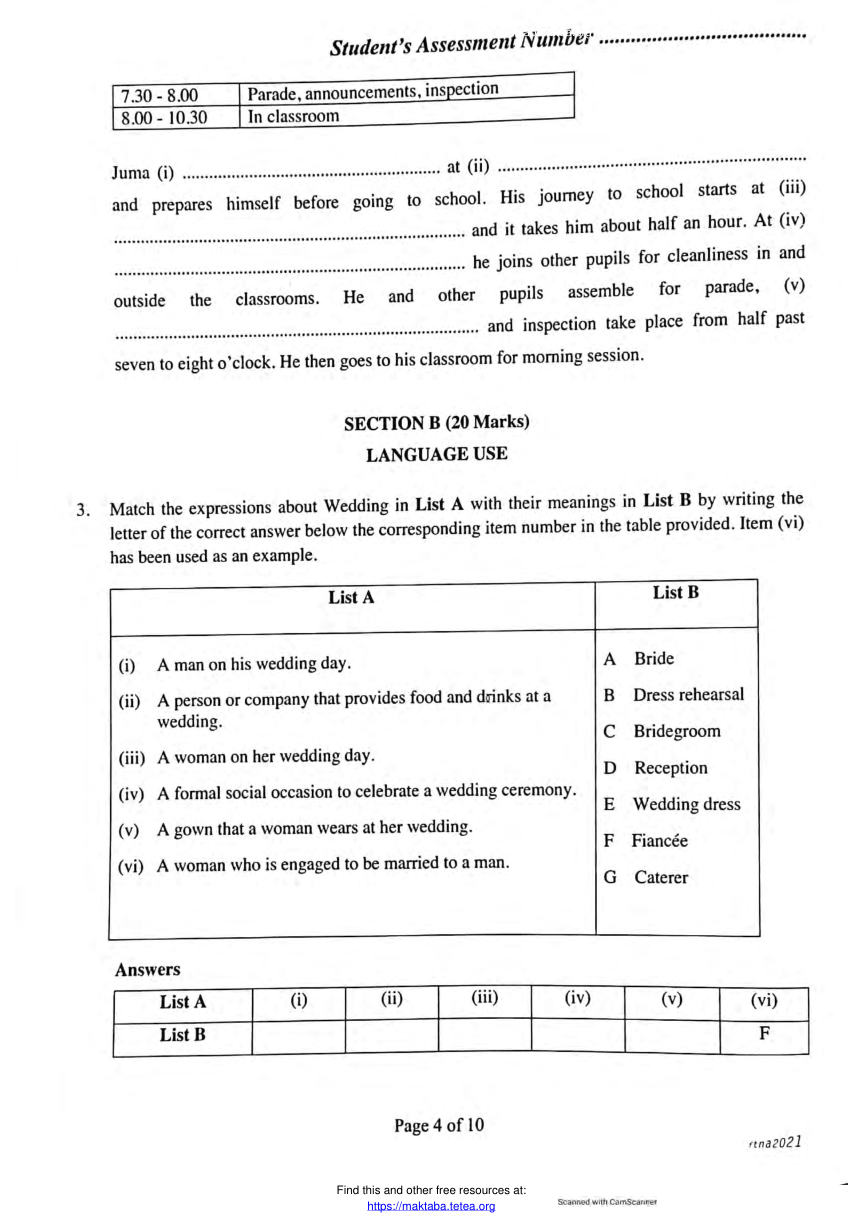 Student's Assessment Number ......................................
7.30 - 8.00 Parade, announcements, inspection
8.00 - 10.30 In classroom
Juma (i) ......................................................... at (ii) ....................................................................
and prepares himself before going to school. His journey to school starts at (iii)
.............................................................................. and it takes him about half an hour. At (iv)
.............................................................................. he joins other pupils for cleanliness in and
outside the classrooms. He and other pupils assemble for parade, (v)
................................................................................. and inspection take place from half past
seven to eight o'clock. He then goes to his classroom for morning session.
SECTION B (20 Marks)
LANGUAGE USE
3. Match the expressions about Wedding in List A with their meanings in List B by writing the
letter of the correct answer below the corresponding item number in the table provided. Item (vi)
has been used as an example.
List A List B
(i) A man on his wedding day.
(ii) A person or company that provides food and drinks at a
wedding.
(iii) A woman on her wedding day.
(iv) A formal social occasion to celebrate a wedding ceremony.
(v) A gown that a woman wears at her wedding.
(vi) A woman who is engaged to be married to a man.
A Bride
B Dress rehearsal
C Bridegroom
D Reception
E Wedding dress
F Fiancée
G Caterer
Answers
List A (i) (ii) (iii) (iv) (v) (vi)
List B F
Page 4 of 10
rtna2021
Find this and other free resources at:
https://maktaba.tetea.org
Scanned with CamScanner